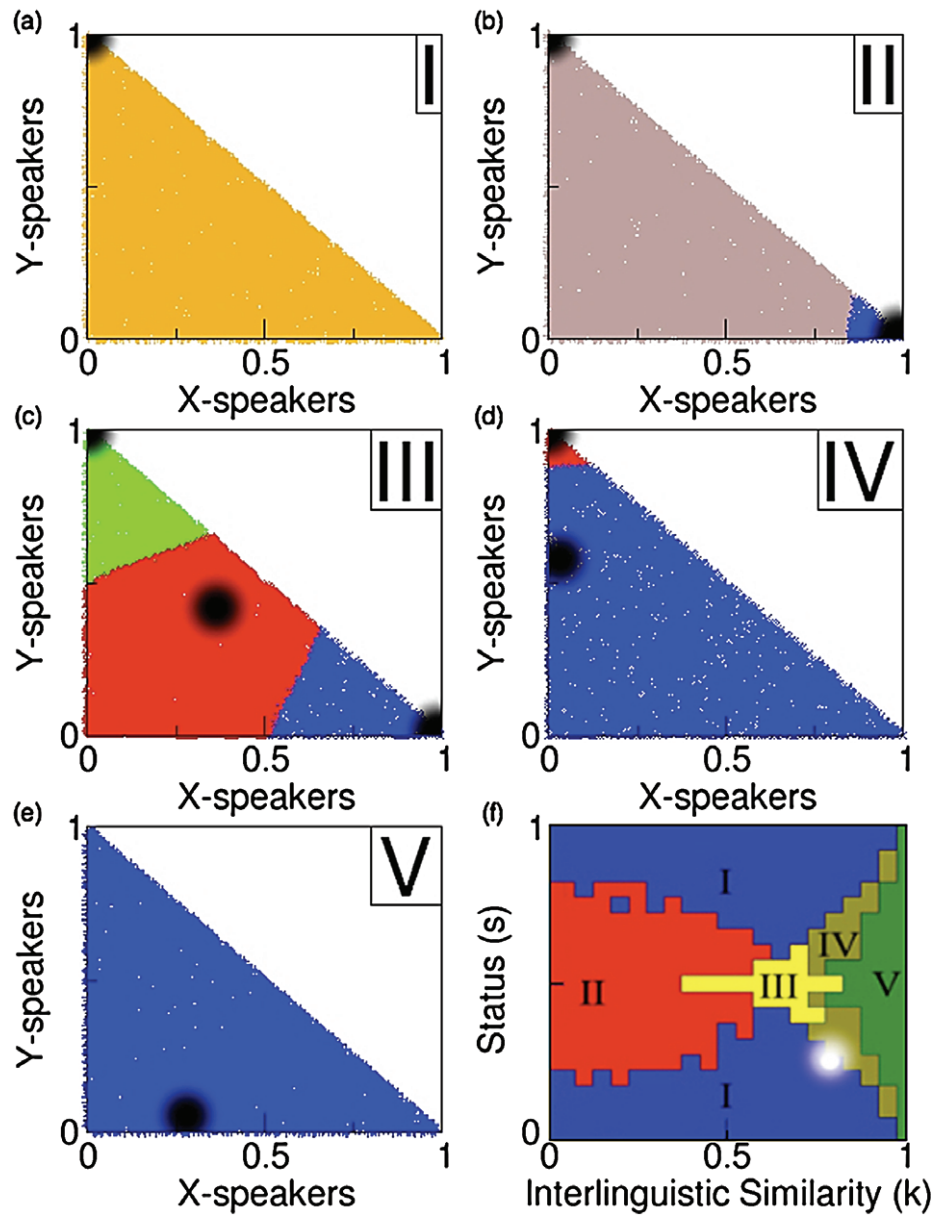 (a)
1
I
Y-speakers
0
0
0.5
1
X-speakers
(b)
1
II
Y-speakers
0
0
0.5
1
X-speakers
(c)
1
III
Y-speakers
0
0
0.5
1
X-speakers
(d)
1
IV
Y-speakers
0
0
0.5
1
X-speakers
(e)
1
V
Y-speakers
0
0
0.5
1
X-speakers
(f)
1
I
IV
II
III
V
I
Status (s)
0
0
0.5
1
Interlinguistic Similarity (k)